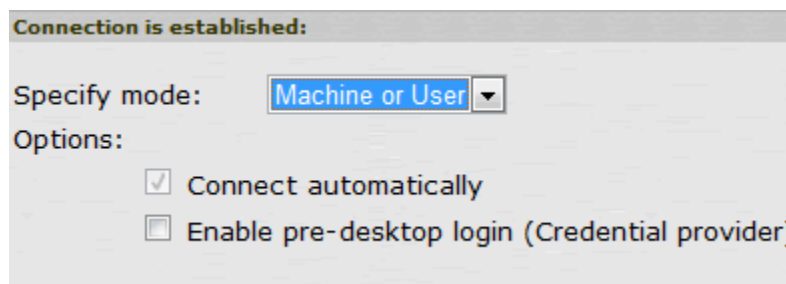 Connection is established:
Specify mode: Machine or User
Options:
Connect automatically
Enable pre-desktop login (Credential provider)